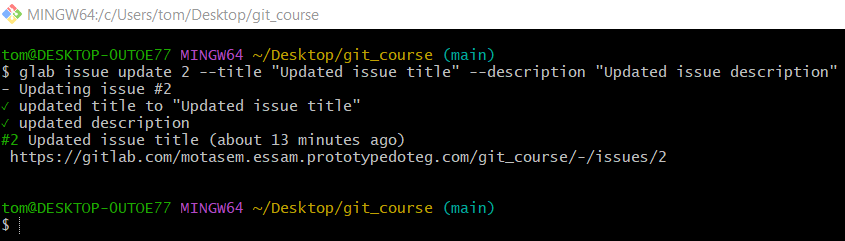 MINGW64:/c/Users/tom/Desktop/git_course
tom@DESKTOP-OUTOE77 MINGW64 ~/Desktop/git_course (main)
$ glab issue update 2 --title "Updated issue title" --description "Updated issue description"
- Updating issue #2
✓ updated title to "Updated issue title"
✓ updated description
#2 Updated issue title (about 13 minutes ago)
https://gitlab.com/motasem.essam.prototypedoteg.com/git_course/-/issues/2
tom@DESKTOP-OUTOE77 MINGW64 ~/Desktop/git_course (main)
$